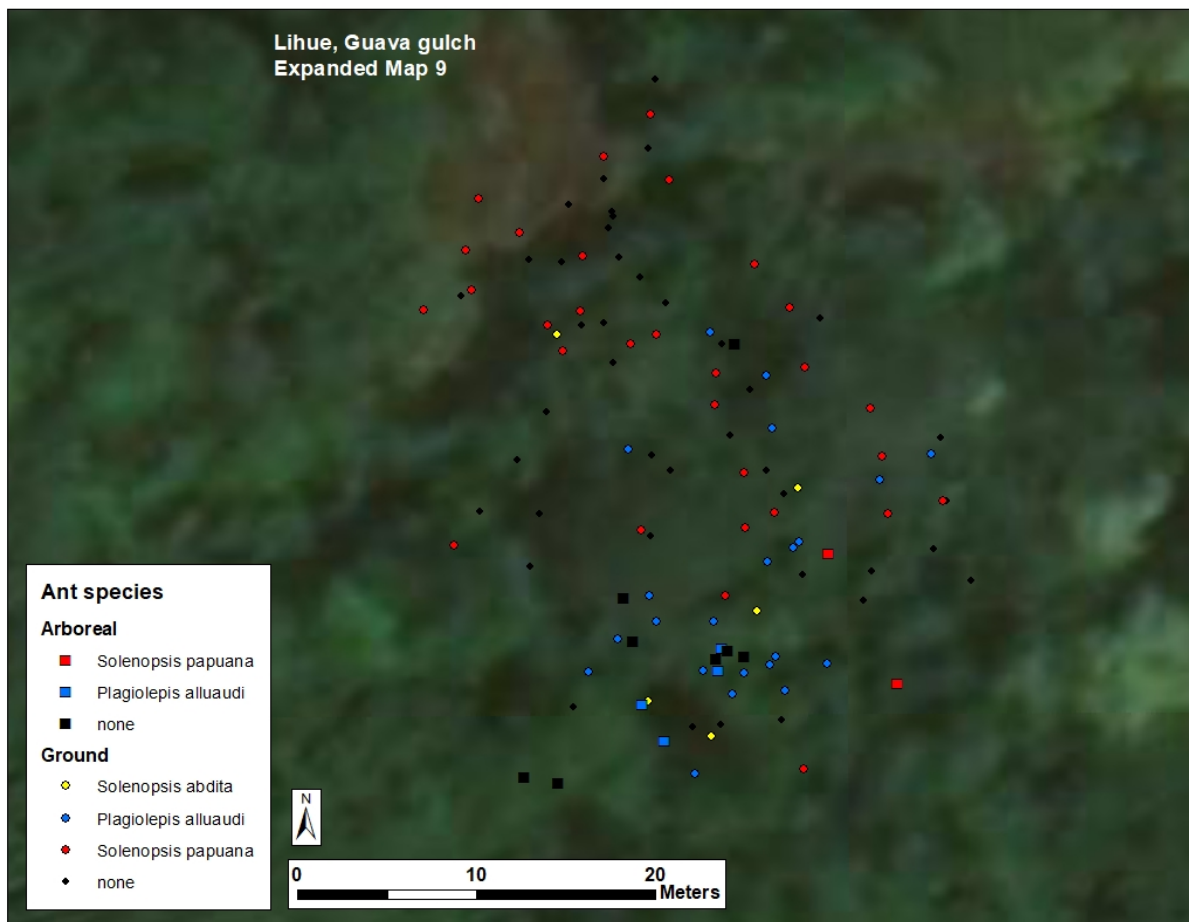 Lihue, Guava gulch
Expanded Map 9
Ant species
Arboreal
Solenopsis papuana
Plagiolepis alluaudi
none
Ground
Solenopsis abdita
Plagiolepis alluaudi
Solenopsis papuana
none
N
0 10 20
Meters